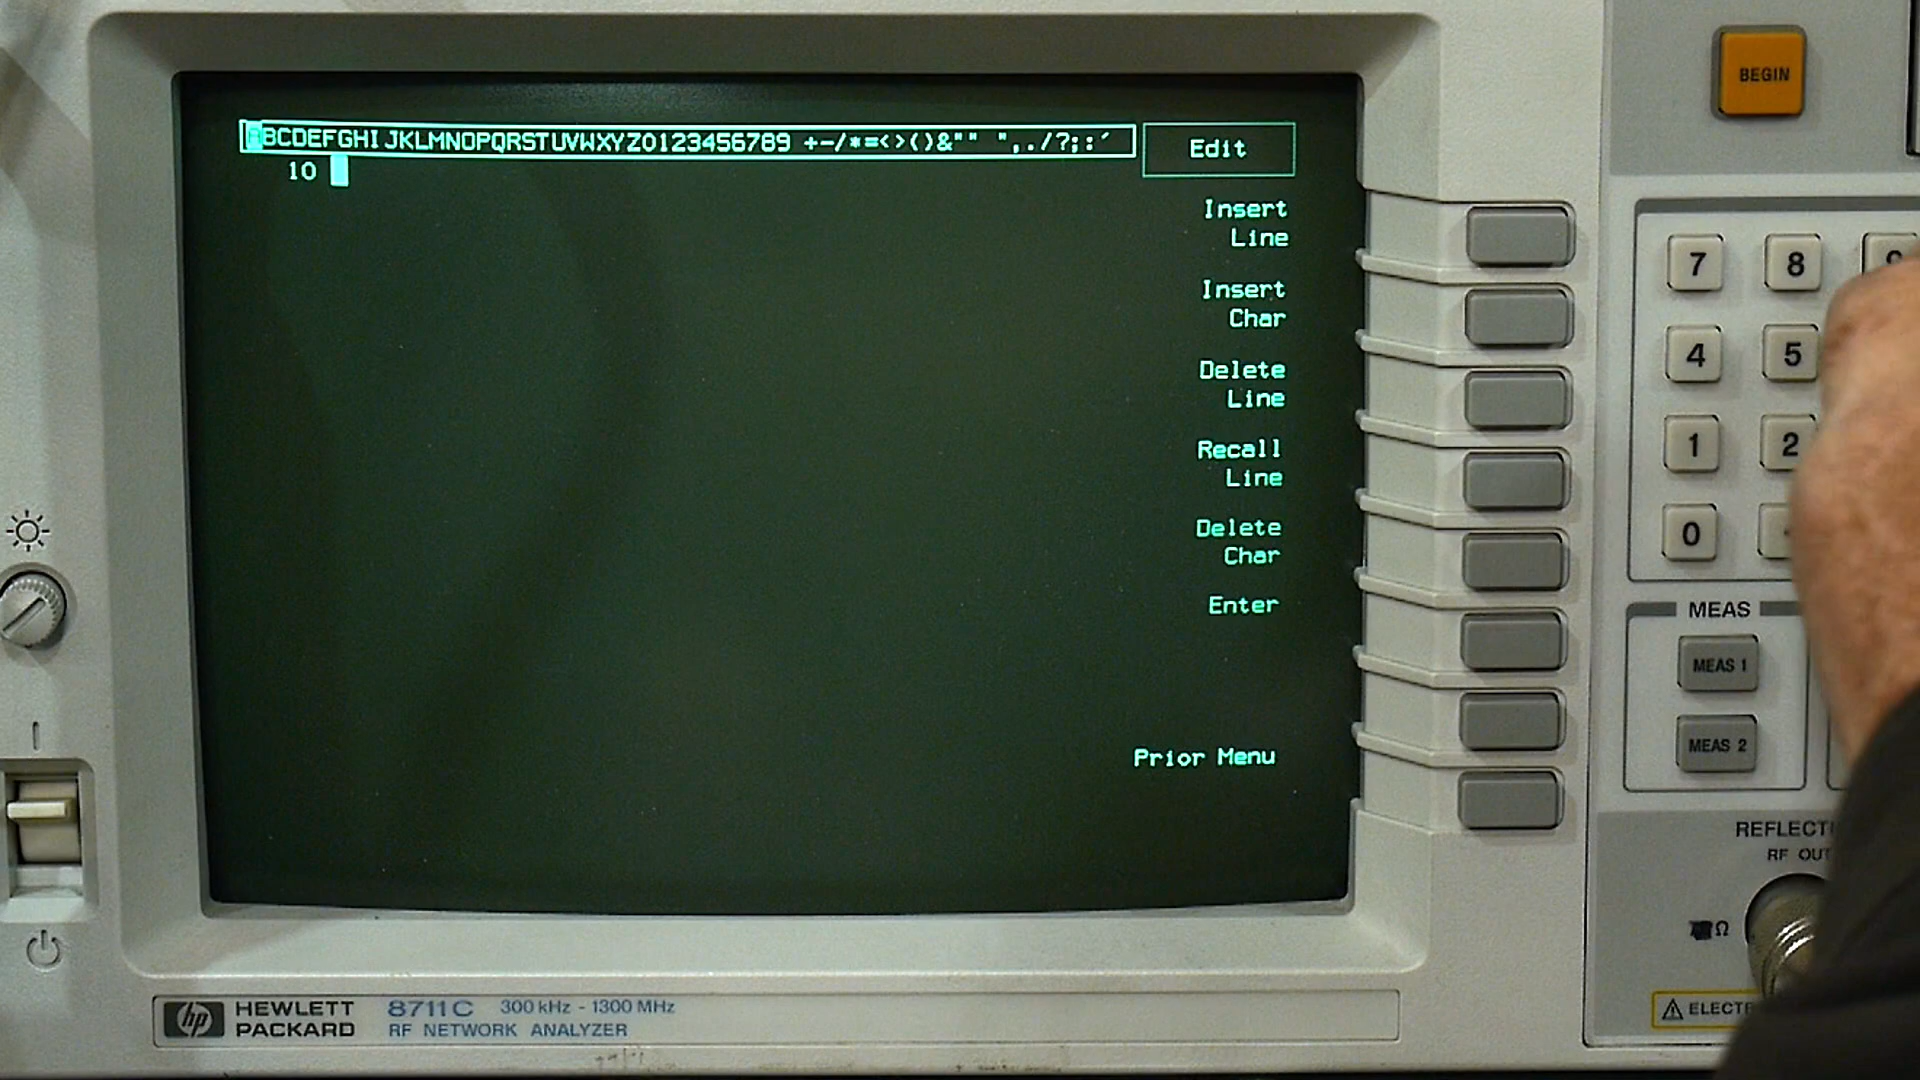 ABCDEFGHIJKLMNOPQRSTUVWXYZ0123456789 +-/*=<>()&"" ",./?;:'
10
Edit
Insert
Line
Insert
Char
Delete
Line
Recall
Line
Delete
Char
Enter
Prior Menu
BEGIN
7 8
4 5
1 2
0
MEAS
MEAS 1
MEAS 2
RF OUT
Ω
hp HEWLETT PACKARD
8711C 300 kHz - 1300 MHz
RF NETWORK ANALYZER